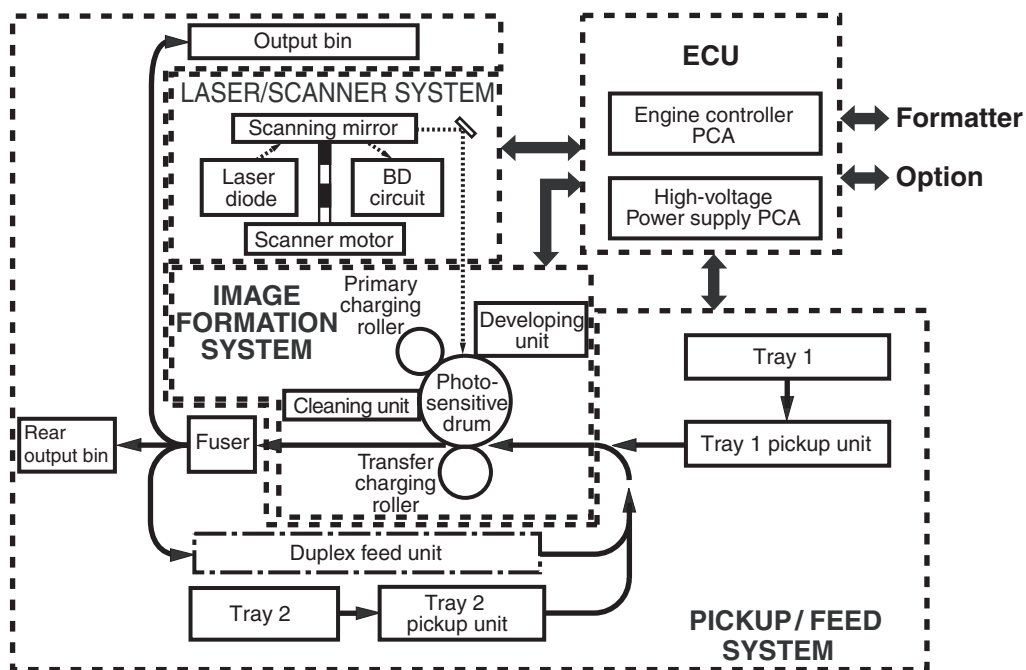 Output bin
LASER/SCANNER SYSTEM
Scanning mirror
Laser
diode
BD
circuit
Scanner motor
ECU
Engine controller
PCA
High-voltage
Power supply PCA
Formatter
Option
IMAGE
FORMATION
SYSTEM
Primary
charging
roller
Developing
unit
Photo-
sensitive
drum
Cleaning unit
Transfer
charging
roller
Fuser
Rear
output bin
Tray 1
Tray 1 pickup unit
Duplex feed unit
Tray 2
Tray 2
pickup unit
PICKUP / FEED
SYSTEM